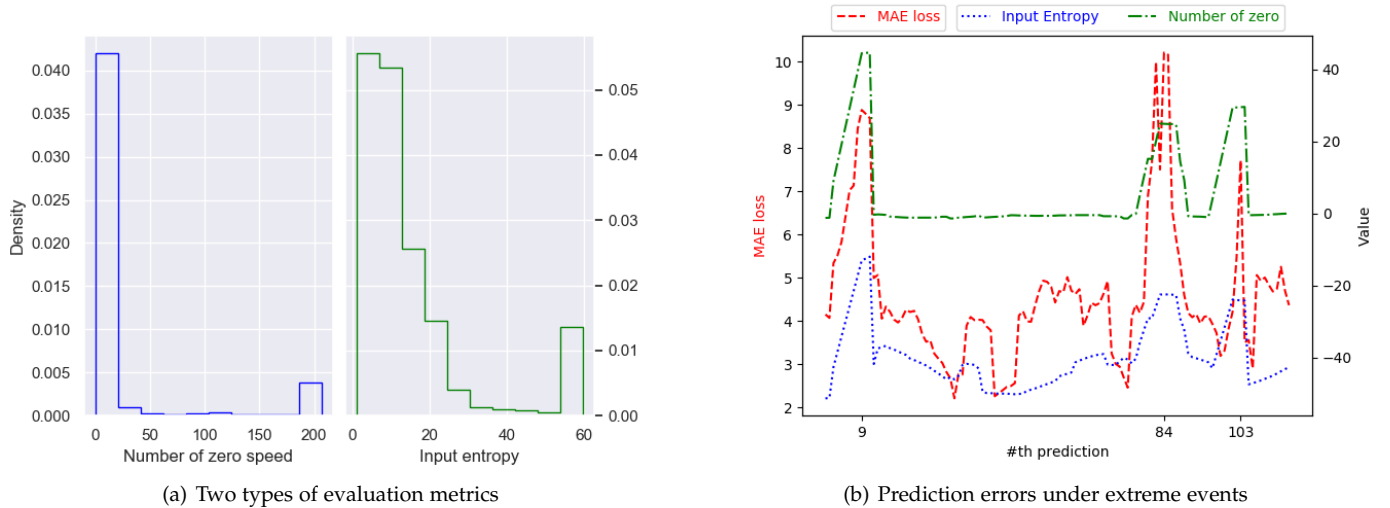 MAE loss
Input Entropy
Number of zero
0.040
0.035
0.030
0.025
0.020
0.015
0.010
0.005
0.000
Density
0 50 100 150 200
Number of zero speed
0.05
0.04
0.03
0.02
0.01
0.00
0 20 40 60
Input entropy
(a) Two types of evaluation metrics
10
9
8
7
6
5
4
3
2
MAE loss
40
20
0
−20
−40
Value
9 84 103
#th prediction
(b) Prediction errors under extreme events